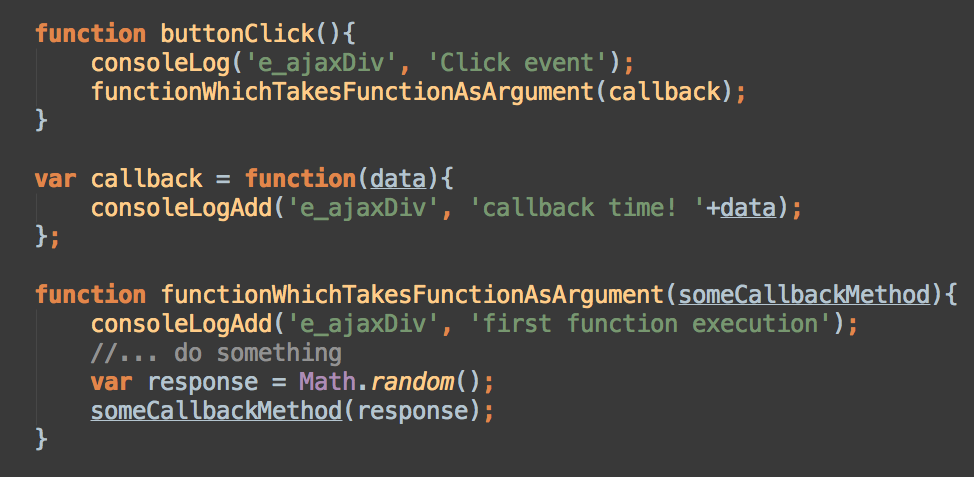 function buttonClick(){
    consoleLog('e_ajaxDiv', 'Click event');
    functionWhichTakesFunctionAsArgument(callback);
}

var callback = function(data){
    consoleLogAdd('e_ajaxDiv', 'callback time! '+data);
};

function functionWhichTakesFunctionAsArgument(someCallbackMethod){
    consoleLogAdd('e_ajaxDiv', 'first function execution');
    //... do something
    var response = Math.random();
    someCallbackMethod(response);
}